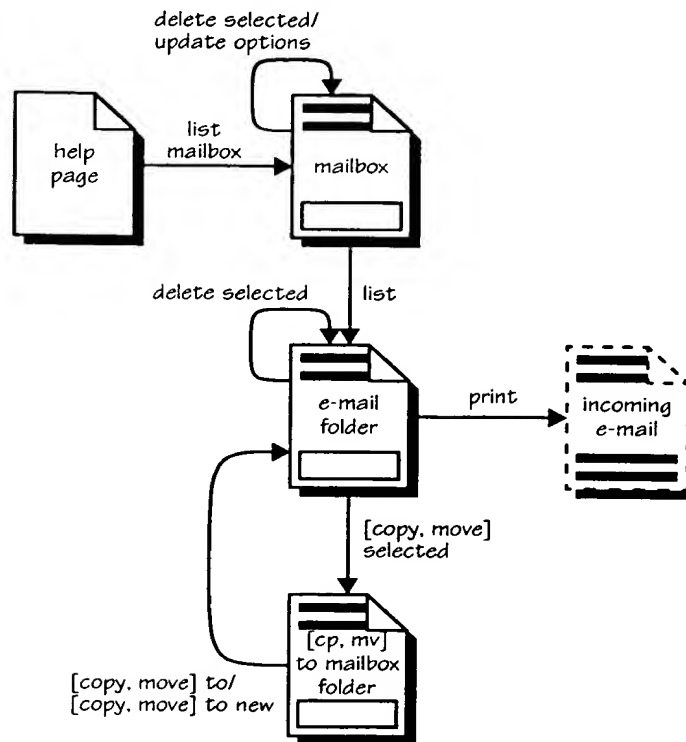 delete selected/
update options
help
page
list
mailbox
mailbox
delete selected
list
e-mail
folder
print
incoming
e-mail
[copy, move]
selected
[cp, mv]
to mailbox
folder
[copy, move] to/
[copy, move] to new